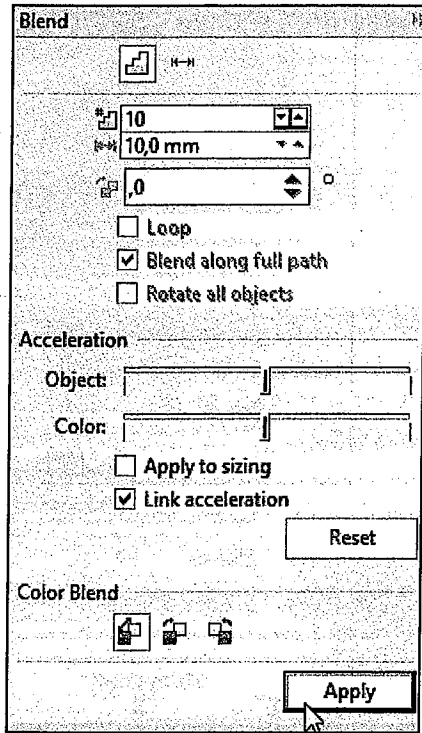 Blend
10
10,0 mm
,0
Loop
Blend along full path
Rotate all objects
Acceleration
Object:
Color:
Apply to sizing
Link acceleration
Reset
Color Blend
Apply